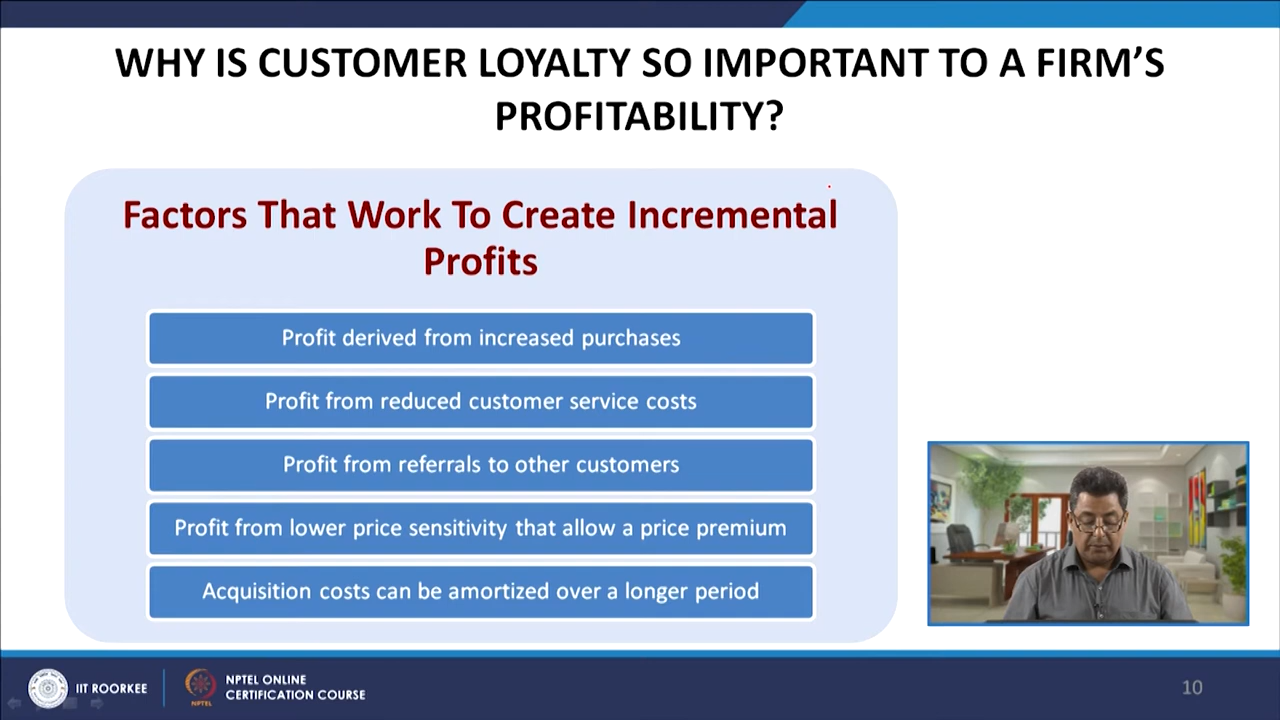 WHY IS CUSTOMER LOYALTY SO IMPORTANT TO A FIRM’S
PROFITABILITY?
Factors That Work To Create Incremental
Profits
Profit derived from increased purchases
Profit from reduced customer service costs
Profit from referrals to other customers
Profit from lower price sensitivity that allow a price premium
Acquisition costs can be amortized over a longer period
IIT ROORKEE
NPTEL
NPTEL ONLINE
CERTIFICATION COURSE
10